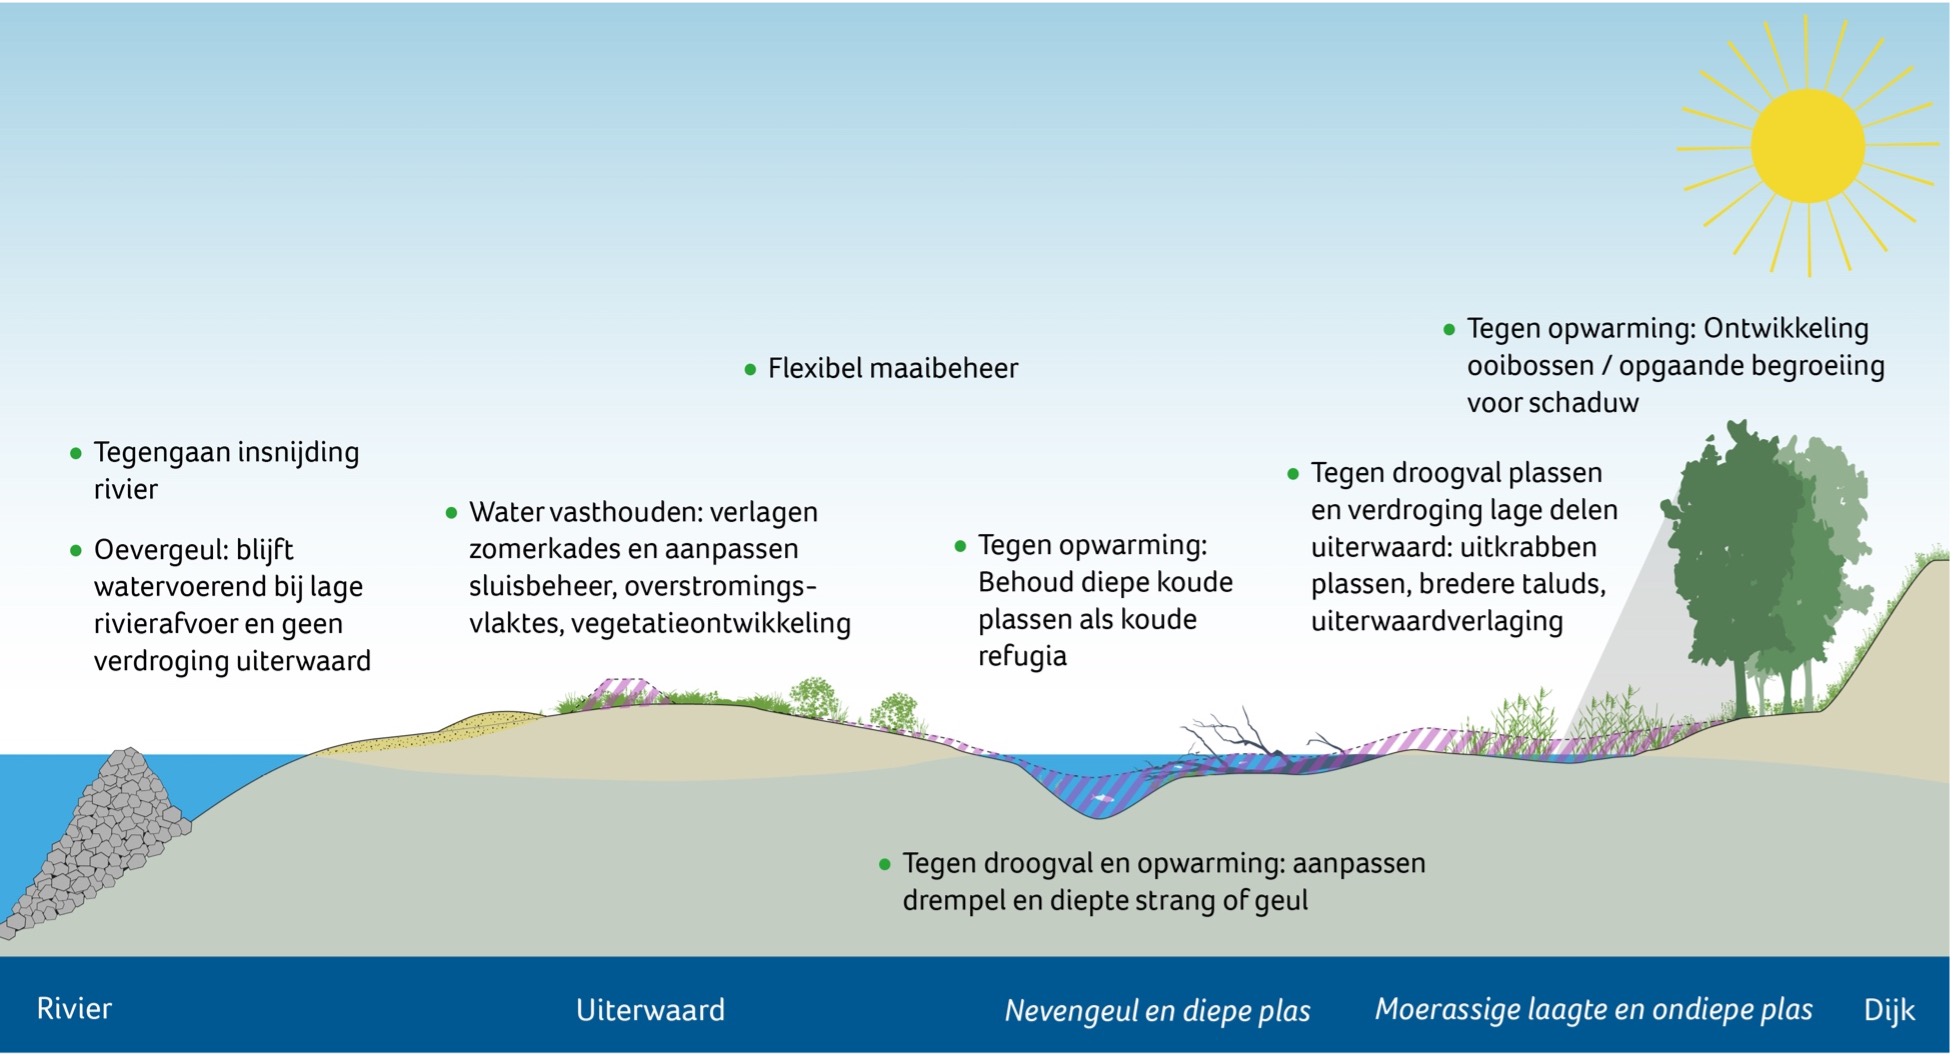 Tegen opwarming: Ontwikkeling
ooibossen / opgaande begroeiing
voor schaduw
Flexibel maaibeheer
Tegengaan insnijding
rivier
Oevergeul: blijft
watervoerend bij lage
rivierafvoer en geen
verdroging uiterwaard
Water vasthouden: verlagen
zomerkades en aanpassen
sluisbeheer, overstromings-
vlaktes, vegetatieontwikkeling
Tegen opwarming:
Behoud diepe koude
plassen als koude
refugia
Tegen droogval plassen
en verdroging lage delen
uiterwaard: uitkrabben
plassen, bredere taluds,
uiterwaardverlaging
Tegen droogval en opwarming: aanpassen
drempel en diepte strang of geul
Rivier
Uiterwaard
Nevengeul en diepe plas
Moerassige laagte en ondiepe plas
Dijk